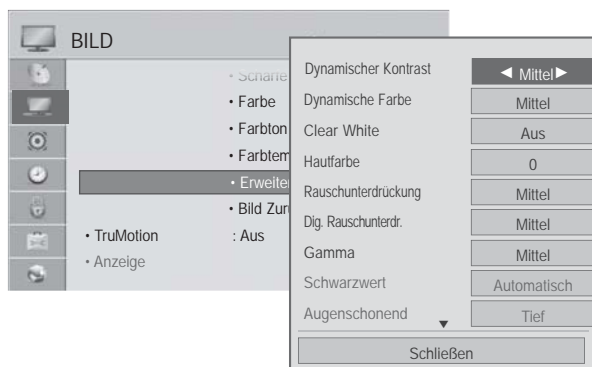 BILD
• Schärfe
• Farbe
• Farbton
• Farbtem
• Erweite
• Bild Zur
• TruMotion : Aus
• Anzeige
Dynamischer Kontrast ◄ Mittel ►
Dynamische Farbe Mittel
Clear White Aus
Hautfarbe 0
Rauschunterdrückung Mittel
Dig. Rauschunterdr. Mittel
Gamma Mittel
Schwarzwert Automatisch
Augenschonend Tief
▼
Schließen